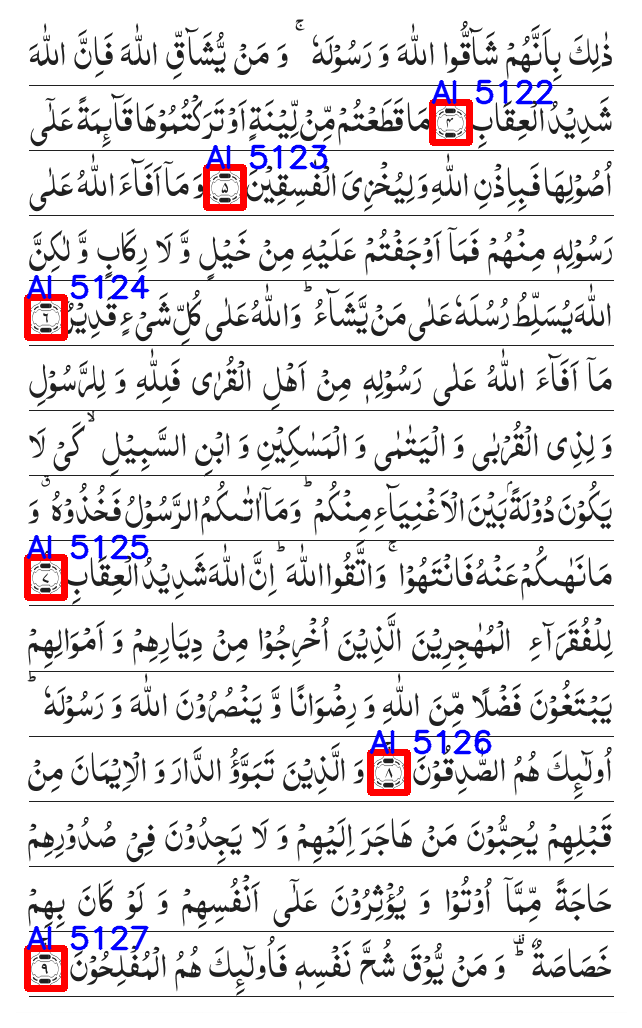 ذٰلِكَ بِاَنَّهُمْ شَآقُّوا اللّٰهَ وَ رَسُوْلَهٗ ۚ وَ مَنْ يُّشَآقِّ اللّٰهَ فَاِنَّ اللّٰهَ
AI 5122
شَدِيْدُ الْعِقَابِ ۴ مَا قَطَعْتُمْ مِّنْ لِّيْنَةٍ اَوْ تَرَكْتُمُوْهَا قَآئِمَةً عَلٰۤى
AI 5123
اُصُوْلِهَا فَبِاِذْنِ اللّٰهِ وَ لِيُخْزِىَ الْفٰسِقِيْنَ ۵ وَ مَاۤ اَفَآءَ اللّٰهُ عَلٰى
رَسُوْلِهٖ مِنْهُمْ فَمَاۤ اَوْجَفْتُمْ عَلَيْهِ مِنْ خَيْلٍ وَّ لَا رِكَابٍ وَّ لٰكِنَّ
AI 5124
اللّٰهَ يُسَلِّطُ رُسُلَهٗ عَلٰى مَنْ يَّشَآءُ ؕ وَ اللّٰهُ عَلٰى كُلِّ شَىْءٍ قَدِيْرٌ ۶
مَاۤ اَفَآءَ اللّٰهُ عَلٰى رَسُوْلِهٖ مِنْ اَهْلِ الْقُرٰى فَلِلّٰهِ وَ لِلرَّسُوْلِ
وَ لِذِى الْقُرْبٰى وَ الْيَتٰمٰى وَ الْمَسٰكِيْنِ وَ ابْنِ السَّبِيْلِ ۙ كَىْ لَا
يَكُوْنَ دُوْلَةًۢ بَيْنَ الْاَغْنِيَآءِ مِنْكُمْ ؕ وَ مَاۤ اٰتٰىكُمُ الرَّسُوْلُ فَخُذُوْهُ ۗ وَ
AI 5125
مَا نَهٰىكُمْ عَنْهُ فَانْتَهُوْا ۚ وَ اتَّقُوا اللّٰهَ ؕ اِنَّ اللّٰهَ شَدِيْدُ الْعِقَابِ ۷
لِلْفُقَرَآءِ الْمُهٰجِرِيْنَ الَّذِيْنَ اُخْرِجُوْا مِنْ دِيَارِهِمْ وَ اَمْوَالِهِمْ
يَبْتَغُوْنَ فَضْلًا مِّنَ اللّٰهِ وَ رِضْوَانًا وَّ يَنْصُرُوْنَ اللّٰهَ وَ رَسُوْلَهٗ ؕ
AI 5126
اُولٰٓئِكَ هُمُ الصّٰدِقُوْنَ ۸ وَ الَّذِيْنَ تَبَوَّؤُ الدَّارَ وَ الْاِيْمَانَ مِنْ
قَبْلِهِمْ يُحِبُّوْنَ مَنْ هَاجَرَ اِلَيْهِمْ وَ لَا يَجِدُوْنَ فِىْ صُدُوْرِهِمْ
حَاجَةً مِّمَّاۤ اُوْتُوْا وَ يُؤْثِرُوْنَ عَلٰۤى اَنْفُسِهِمْ وَ لَوْ كَانَ بِهِمْ
AI 5127
خَصَاصَةٌ ؕ۫ وَ مَنْ يُّوْقَ شُحَّ نَفْسِهٖ فَاُولٰٓئِكَ هُمُ الْمُفْلِحُوْنَ ۹